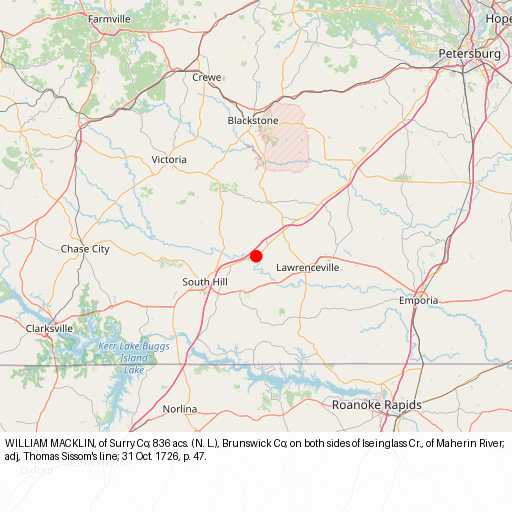 Farmville
Hope
Petersburg
Crewe
Blackstone
Victoria
Chase City
Lawrenceville
South Hill
Emporia
Clarksville
Kerr Lake/Buggs
Island
Lake
Norlina
Roanoke Rapids
WILLIAM MACKLIN, of Surry Co; 836 acs. (N. L.), Brunswick Co; on both sides of Iseinglass Cr., of Maherin River;
adj, Thomas Sissom's line; 31 Oct. 1726, p. 47.
Oxford